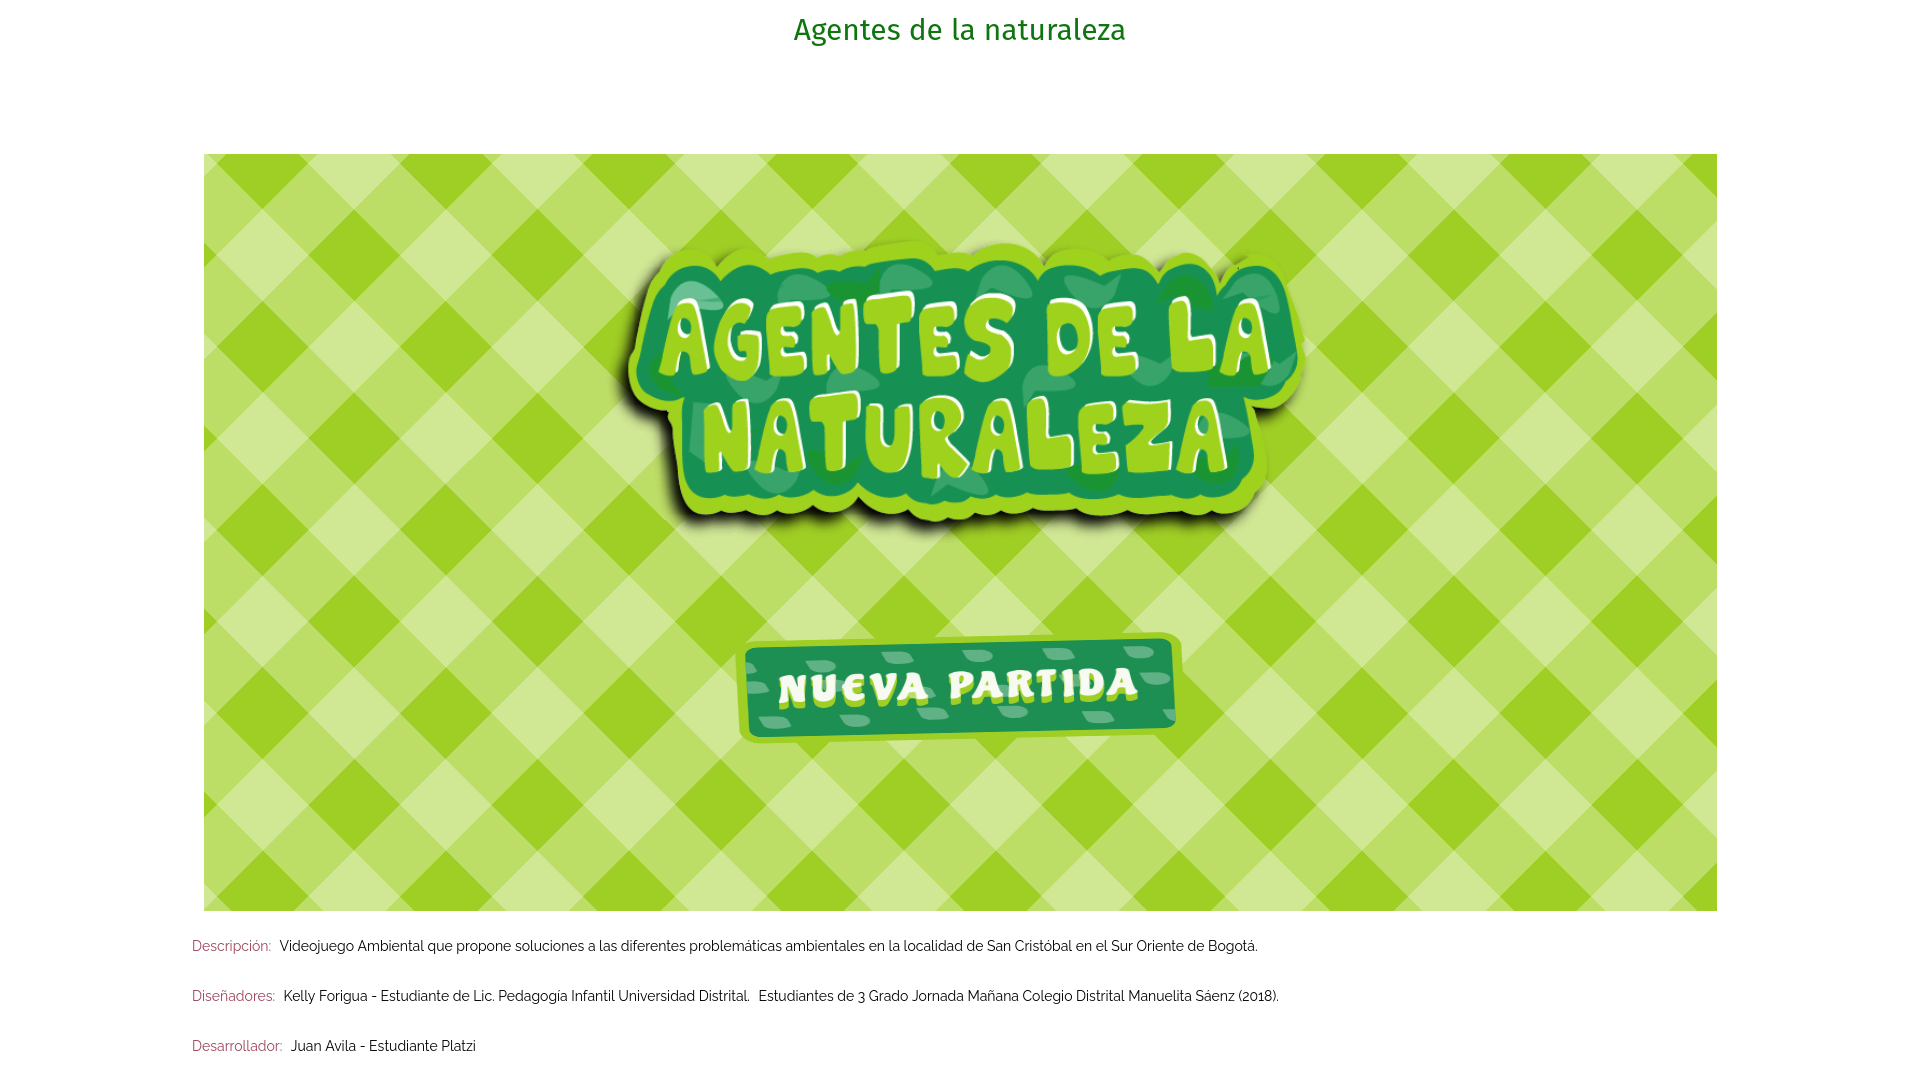 Agentes de la naturaleza
AGENTES DE LA
NATURALEZA
NUEVA PARTIDA
Descripción: Videojuego Ambiental que propone soluciones a las diferentes problemáticas ambientales en la localidad de San Cristóbal en el Sur Oriente de Bogotá.
Diseñadores: Kelly Forigua - Estudiante de Lic. Pedagogía Infantil Universidad Distrital. Estudiantes de 3 Grado Jornada Mañana Colegio Distrital Manuelita Sáenz (2018).
Desarrollador: Juan Avila - Estudiante Platzi